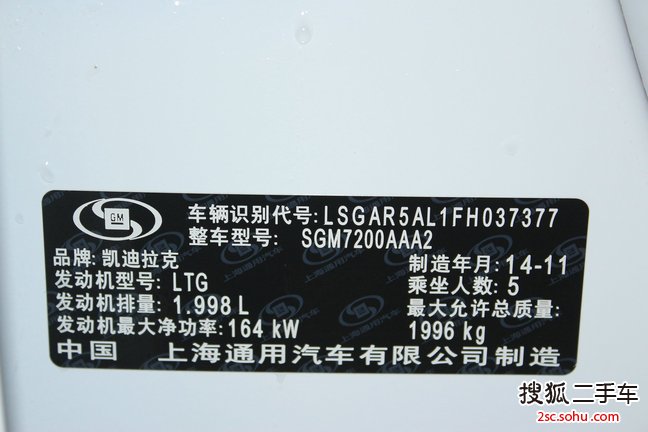 GM
车辆识别代号:LSGAR5AL1FH037377
整车型号: SGM7200AAA2
品牌:凯迪拉克
制造年月:14-11
发动机型号:LTG
乘坐人数:5
发动机排量:1.998L
最大允许总质量:
发动机最大净功率:164 kW
1996 kg
中国 上海通用汽车有限公司制造
搜狐二手车
2sc.sohu.com